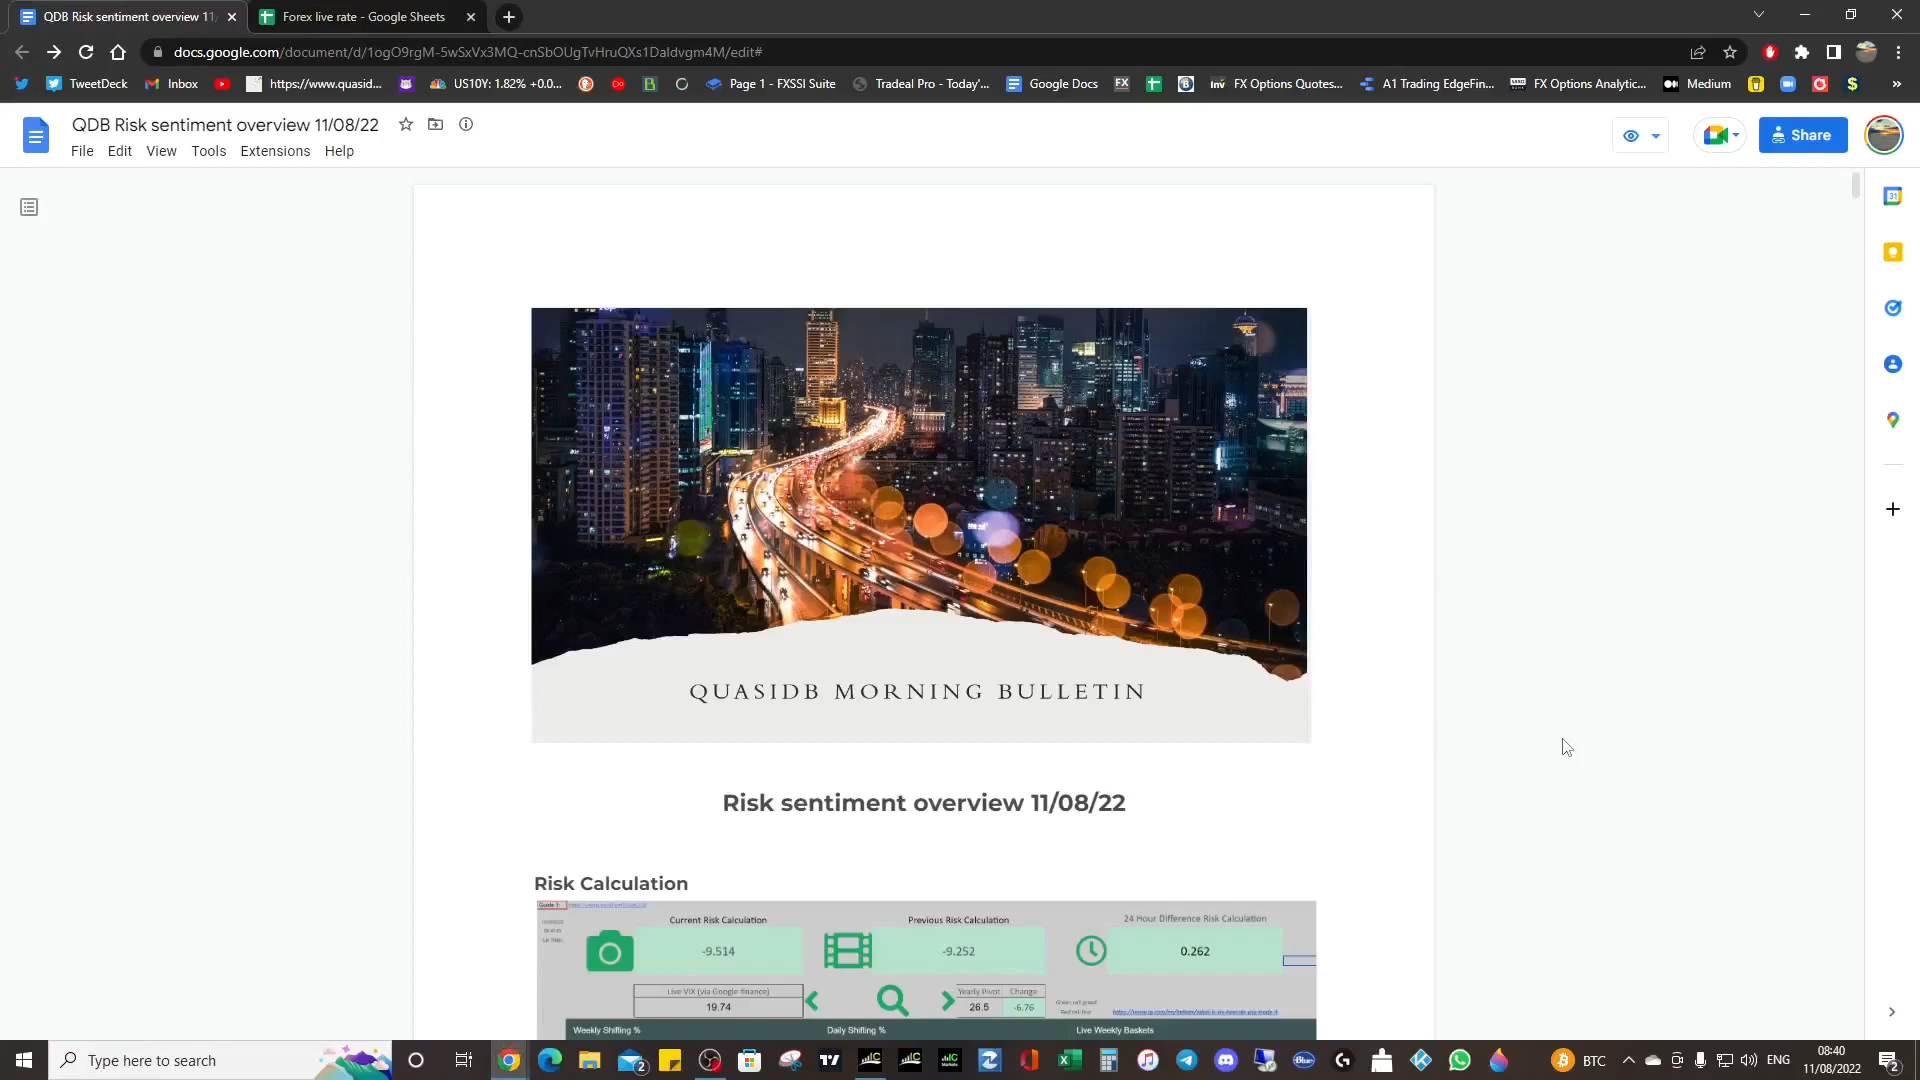 QDB Risk sentiment overview 11
Forex live rate - Google Sheets
docs.google.com/document/d/1ogO9rgM-5wSxVx3MQ-cnSbOUgTvHruQXs1Daldvgm4M/edit#
TweetDeck
Inbox
https://www.quasid...
US10Y: 1.82% +0.0...
Page 1 - FXSSI Suite
Tradeal Pro - Today'...
Google Docs
FX Options Quotes...
A1 Trading EdgeFin...
FX Options Analytic...
Medium
QDB Risk sentiment overview 11/08/22
File Edit View Tools Extensions Help
Share
QUASIDB MORNING BULLETIN
Risk sentiment overview 11/08/22
Risk Calculation
Current Risk Calculation
Previous Risk Calculation
24 Hour Difference Risk Calculation
-9.514
-9.252
0.262
Live VIX (via Google finance)
Yearly Pivot Change
19.74
26.5 -6.76
Weekly Shifting %
Daily Shifting %
Live Weekly Baskets
Type here to search
BTC
ENG
08:40
11/08/2022